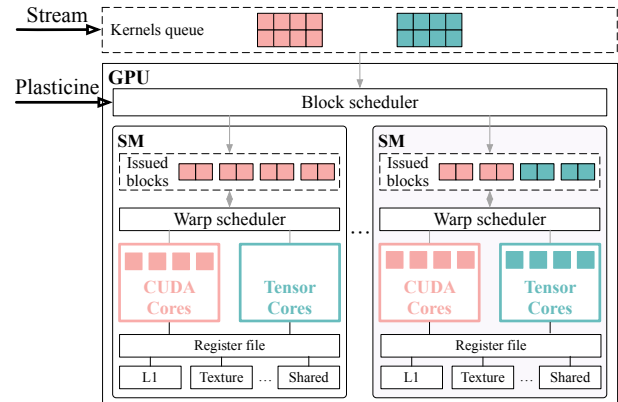 Stream
Kernels queue
GPU
Plasticine
Block scheduler
SM
Issued
blocks
Warp scheduler
CUDA
Cores
Tensor
Cores
Register file
L1
Texture
...
Shared
...
SM
Issued
blocks
Warp scheduler
CUDA
Cores
Tensor
Cores
Register file
L1
Texture
...
Shared